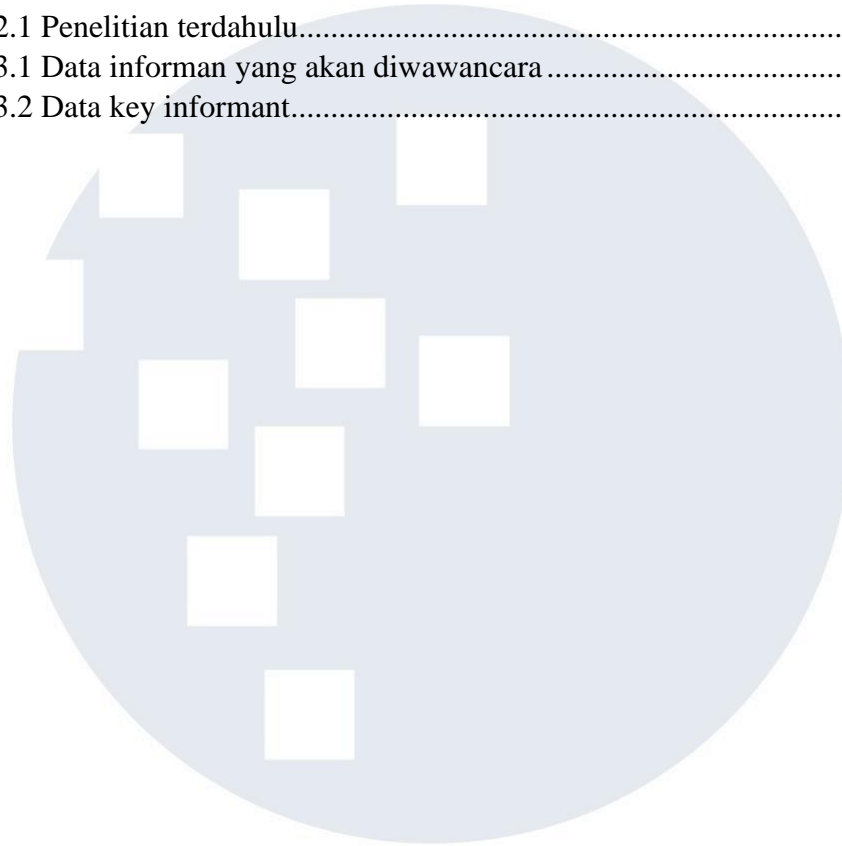 2.1 Penelitian terdahulu...........................................................................
3.1 Data informan yang akan diwawancara.........................................
3.2 Data key informant.............................................................................